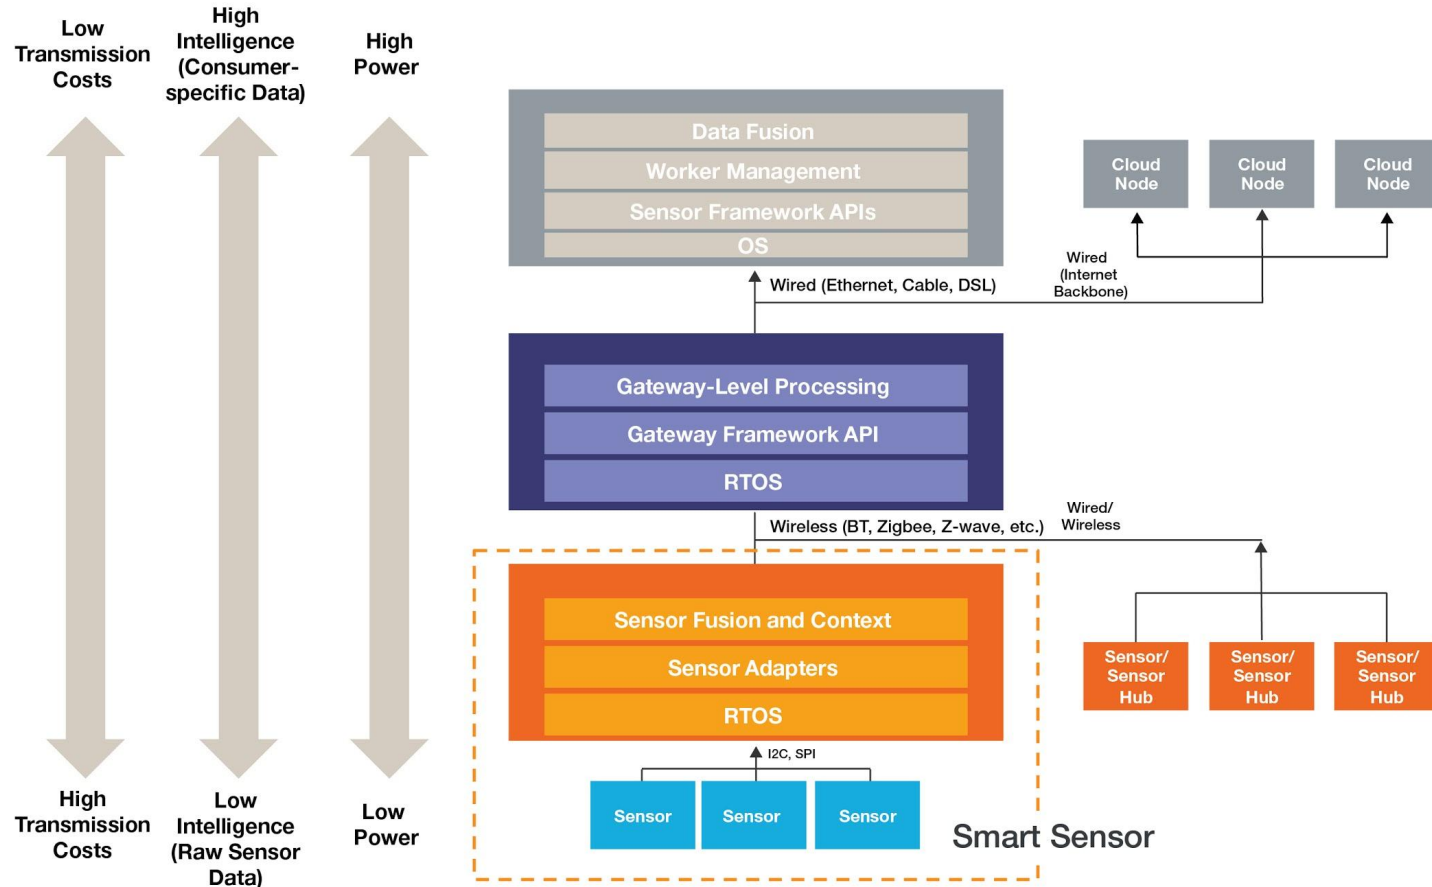 Low
Transmission
Costs
High
Intelligence
(Consumer-
specific Data)
High
Power
Data Fusion
Worker Management
Sensor Framework APIs
OS
Cloud
Node
Cloud
Node
Cloud
Node
Wired (Ethernet, Cable, DSL)
Wired
(Internet
Backbone)
Gateway-Level Processing
Gateway Framework API
RTOS
Wireless (BT, Zigbee, Z-wave, etc.)
Wired/
Wireless
Sensor Fusion and Context
Sensor Adapters
RTOS
Sensor/
Sensor
Hub
Sensor/
Sensor
Hub
Sensor/
Sensor
Hub
I2C, SPI
Sensor
Sensor
Sensor
Smart Sensor
High
Transmission
Costs
Low
Intelligence
(Raw Sensor
Data)
Low
Power